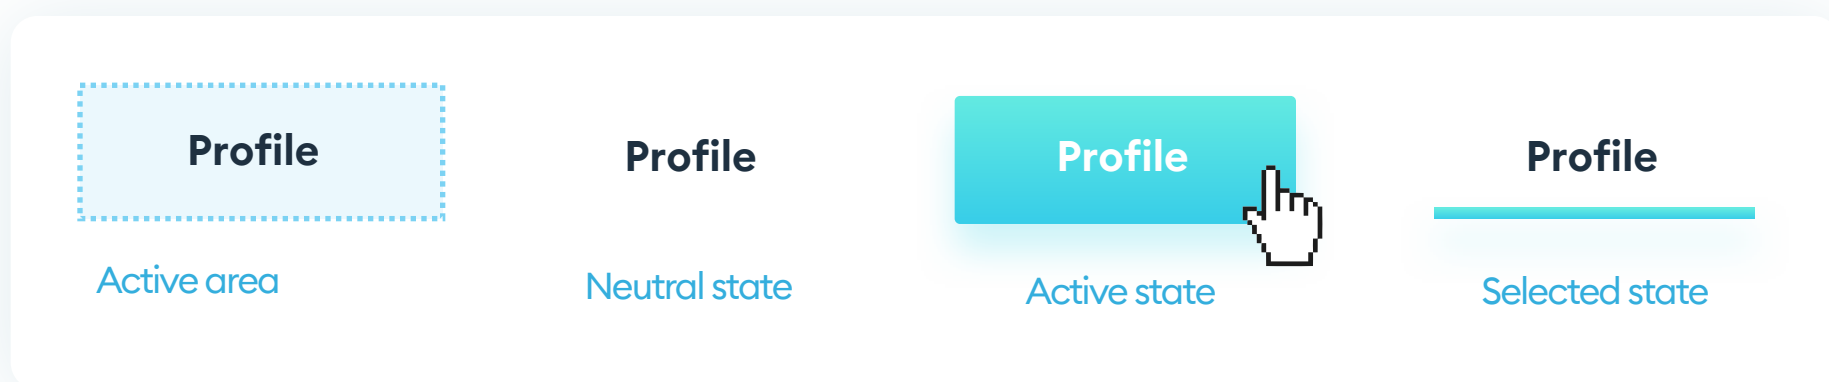 Profile
Profile
Profile
Profile
Active area
Neutral state
Active state
Selected state